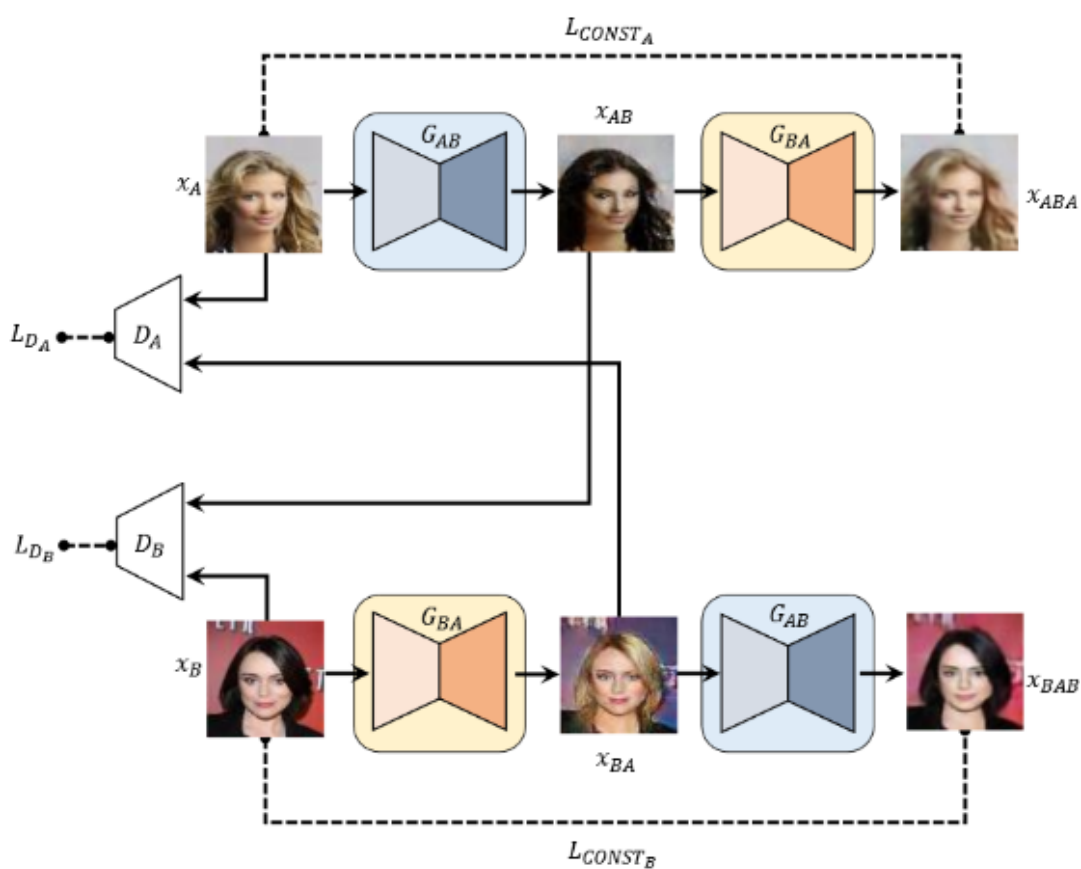 L_{CONST_A}
x_A
G_{AB}
x_{AB}
G_{BA}
x_{ABA}
L_{D_A}
D_A
L_{D_B}
D_B
x_B
G_{BA}
x_{BA}
G_{AB}
x_{BAB}
L_{CONST_B}